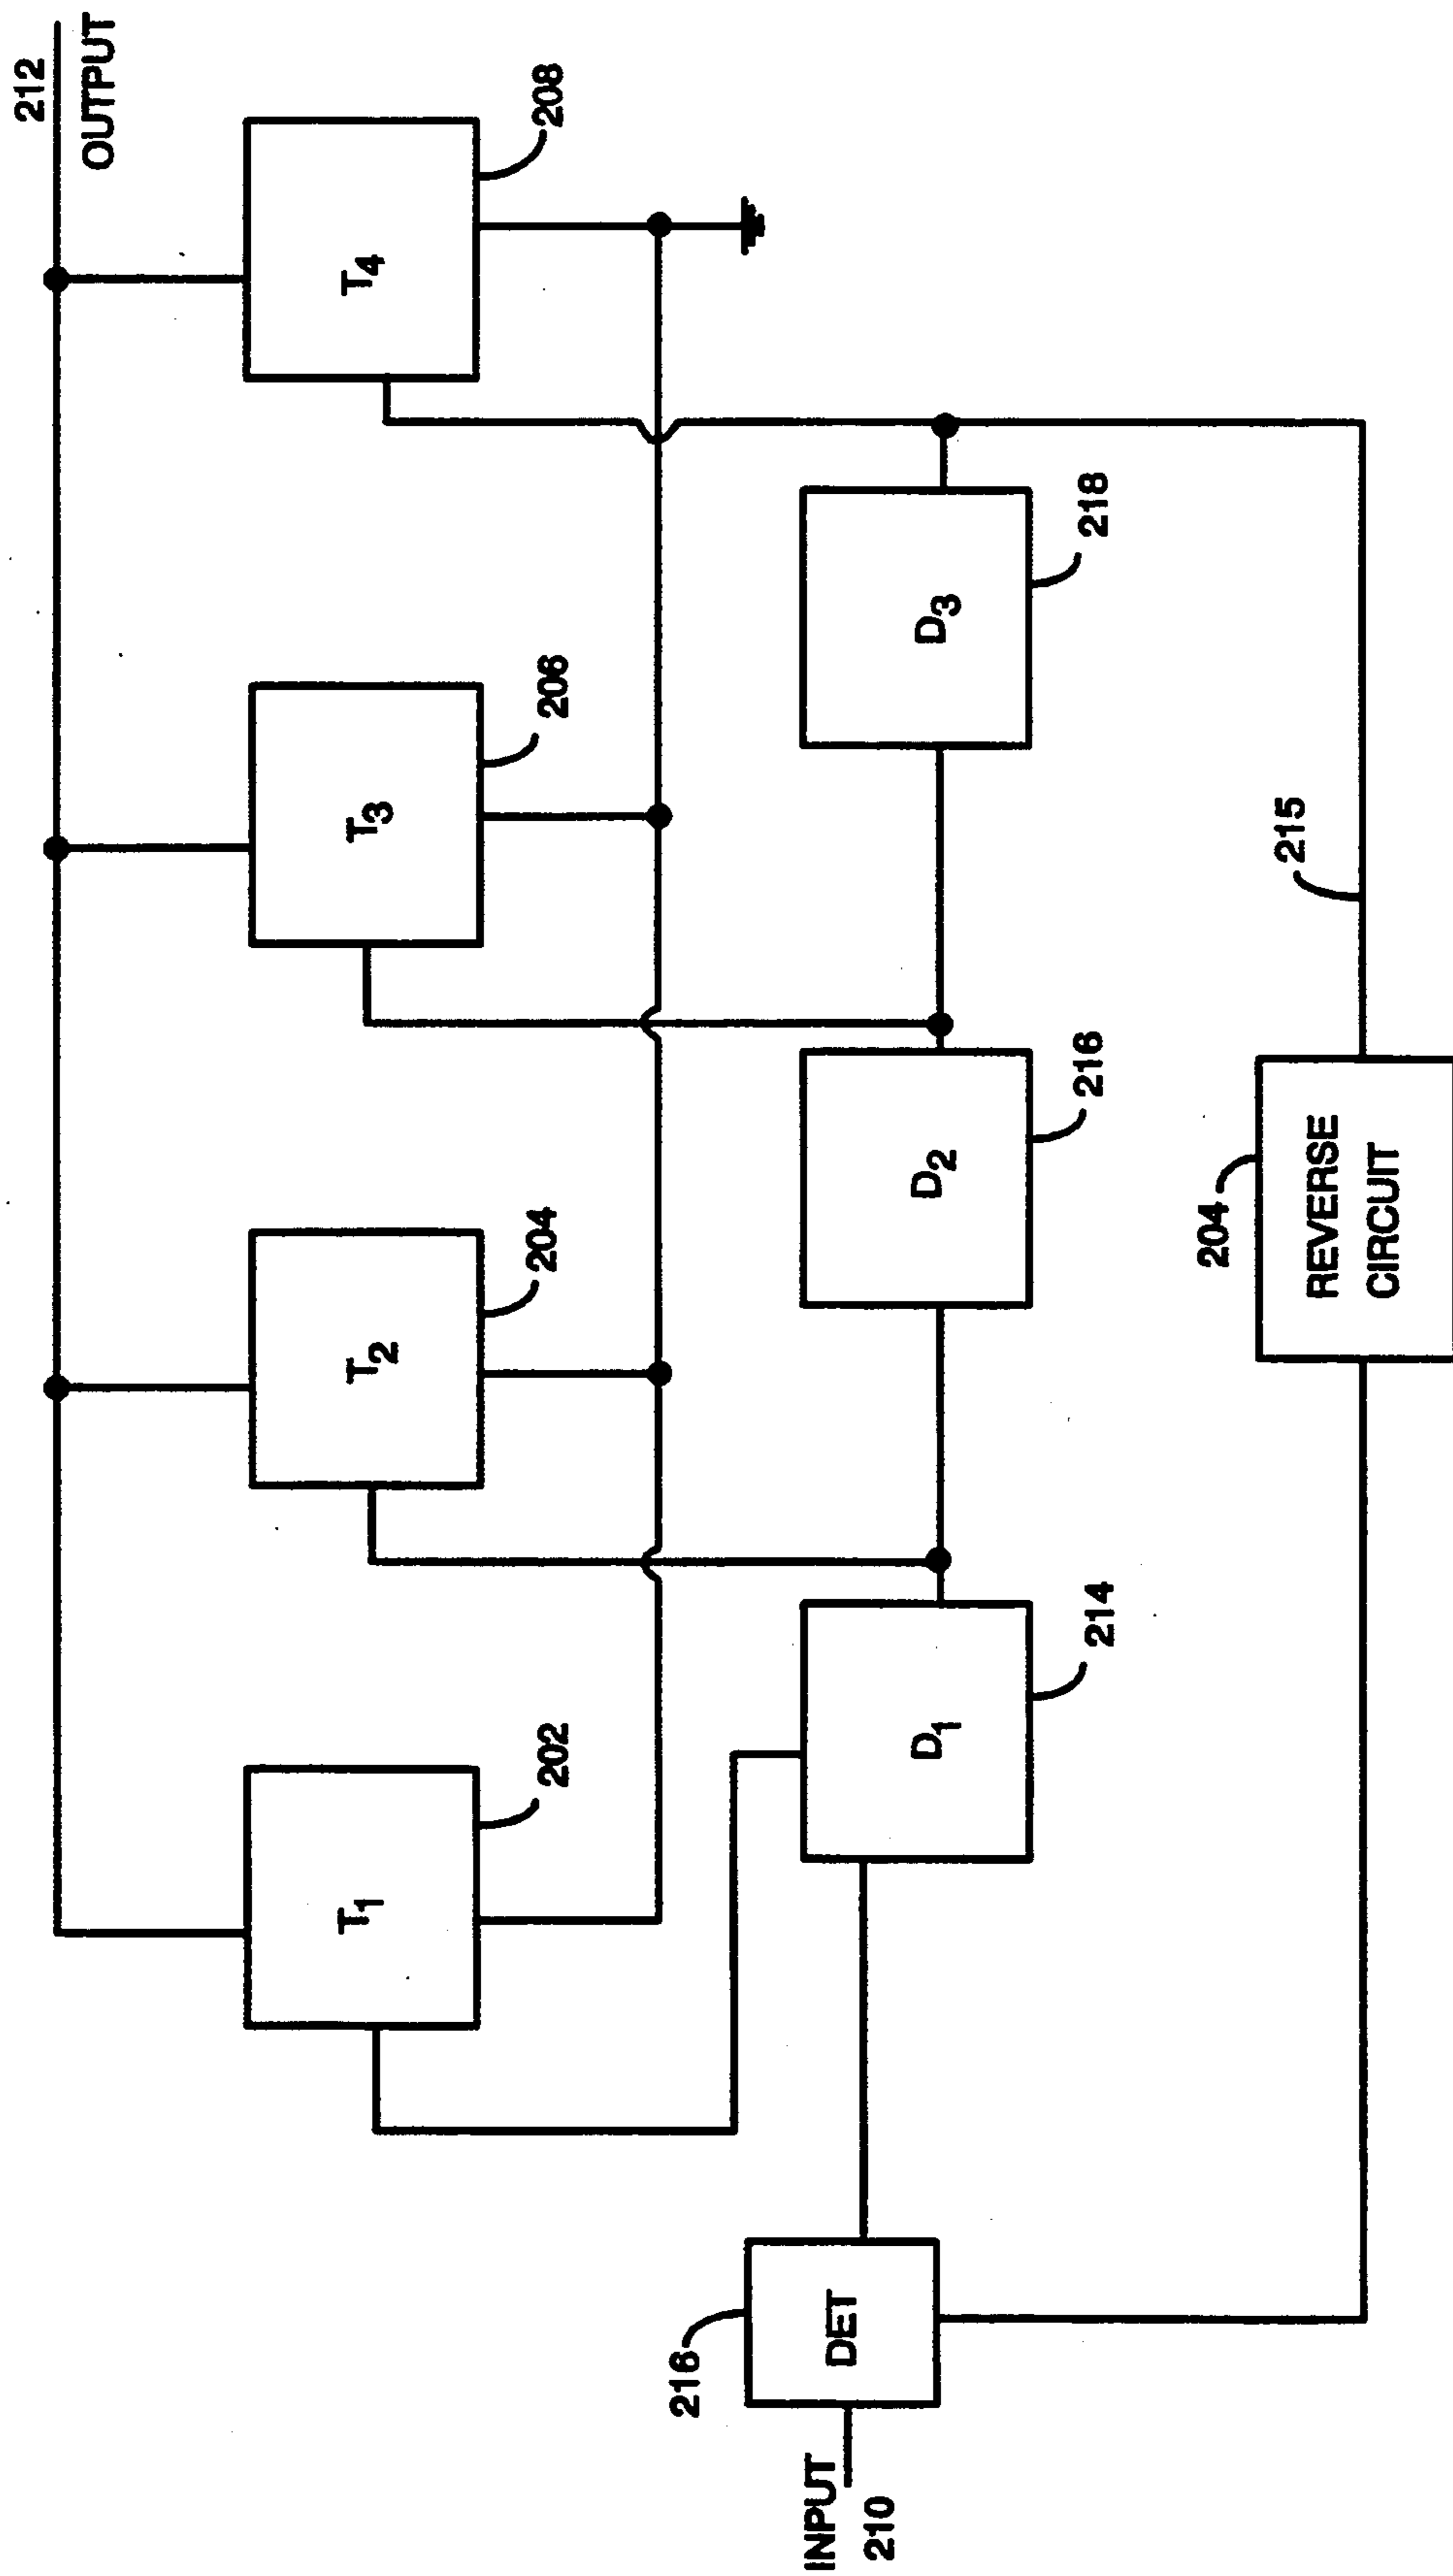 212
OUTPUT
T1
202
T2
204
T3
206
T4
208
D1
214
D2
216
D3
218
216
DET
INPUT
210
204
REVERSE
CIRCUIT
215